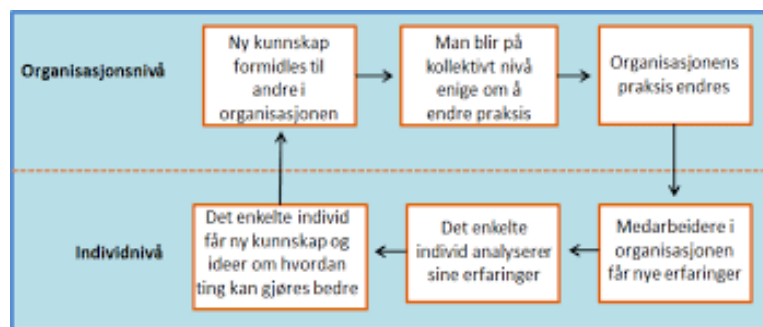 Organisasjonsnivå
Ny kunnskap
formidles til
andre i
organisasjonen
Man blir på
kollektivt nivå
enige om å
endre praksis
Organisasjonens
praksis endres
Individnivå
Det enkelte individ
får ny kunnskap og
ideer om hvordan
ting kan gjøres bedre
Det enkelte
individ analyserer
sine erfaringer
Medarbeidere i
organisasjonen
får nye erfaringer